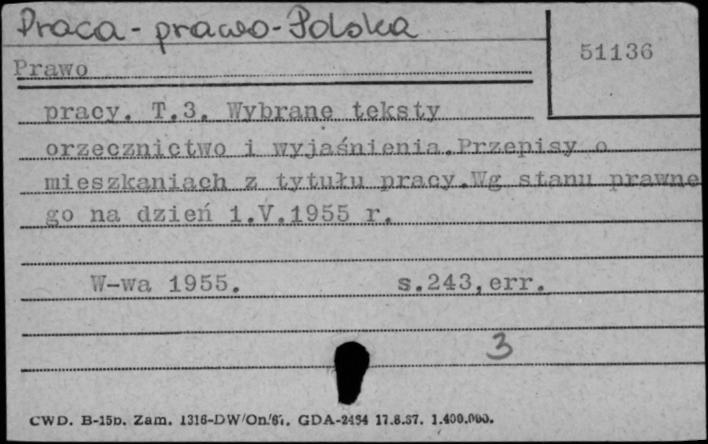 Praca - prawo - Polska
51136
Prawo
pracy. T.3. Wybrane teksty
orzecznictwo i wyjaśnienia.Przepisy o
mieszkaniach z tytułu pracy.Wg stanu prawne
go na dzień 1.V.1955 r.
W-wa 1955. s.243,err.
3
CWD. B-15b. Zam. 1316-DW/On/67. GDA-2454 17.8.57. 1.400.000.